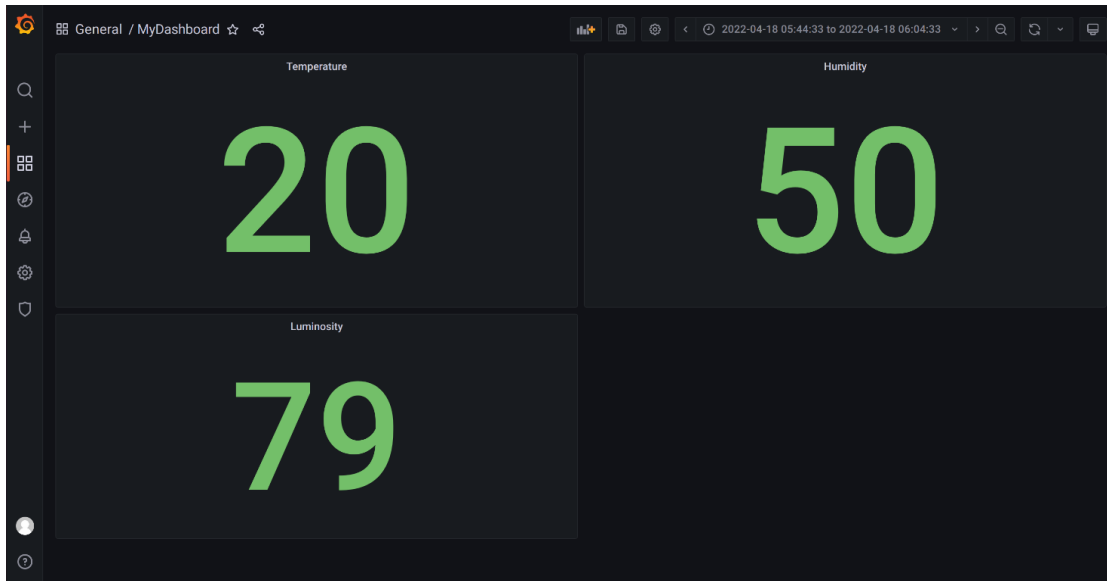 General / MyDashboard
2022-04-18 05:44:33 to 2022-04-18 06:04:33
Temperature
20
Humidity
50
Luminosity
79